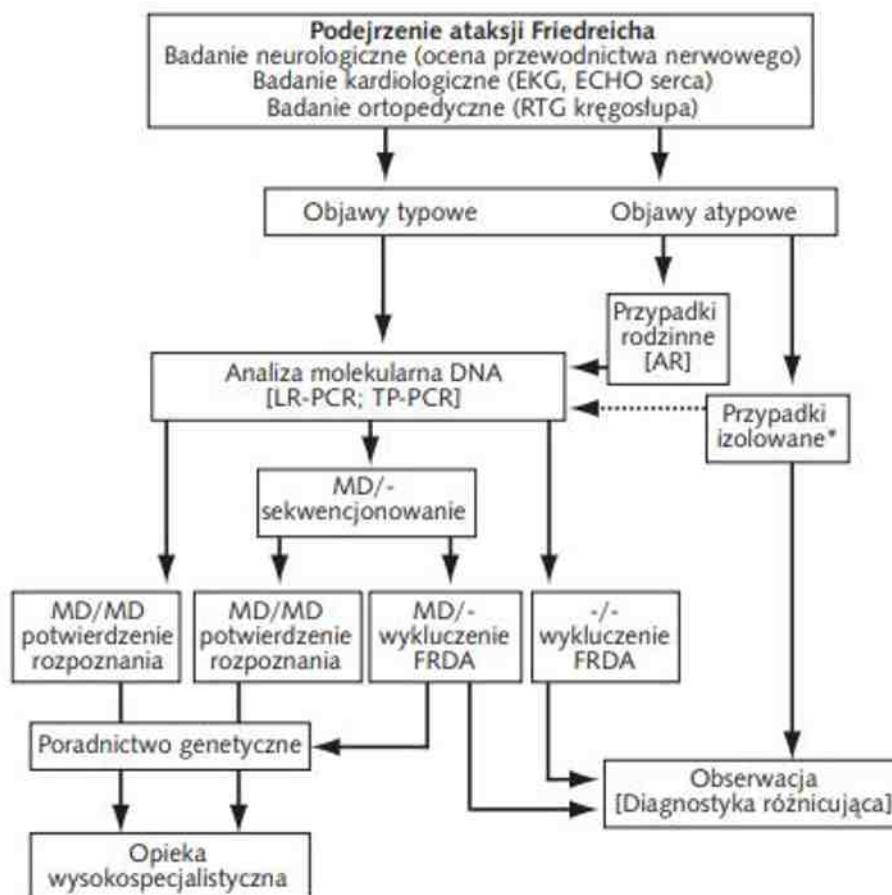 Podejrzenie ataksji Friedreicha
Badanie neurologiczne (ocena przewodnictwa nerwowego)
Badanie kardiologiczne (EKG, ECHO serca)
Badanie ortopedyczne (RTG kręgosłupa)
Objawy typowe
Objawy atypowe
Przypadki
rodzinne
[AR]
Analiza molekularna DNA
[LR-PCR; TP-PCR]
Przypadki
izolowane*
MD/-
sekwencjonowanie
MD/MD
potwierdzenie
rozpoznania
MD/MD
potwierdzenie
rozpoznania
MD/-
wykluczenie
FRDA
-/-
wykluczenie
FRDA
Poradnictwo genetyczne
Obserwacja
[Diagnostyka różnicująca]
Opieka
wysokospecjalistyczna